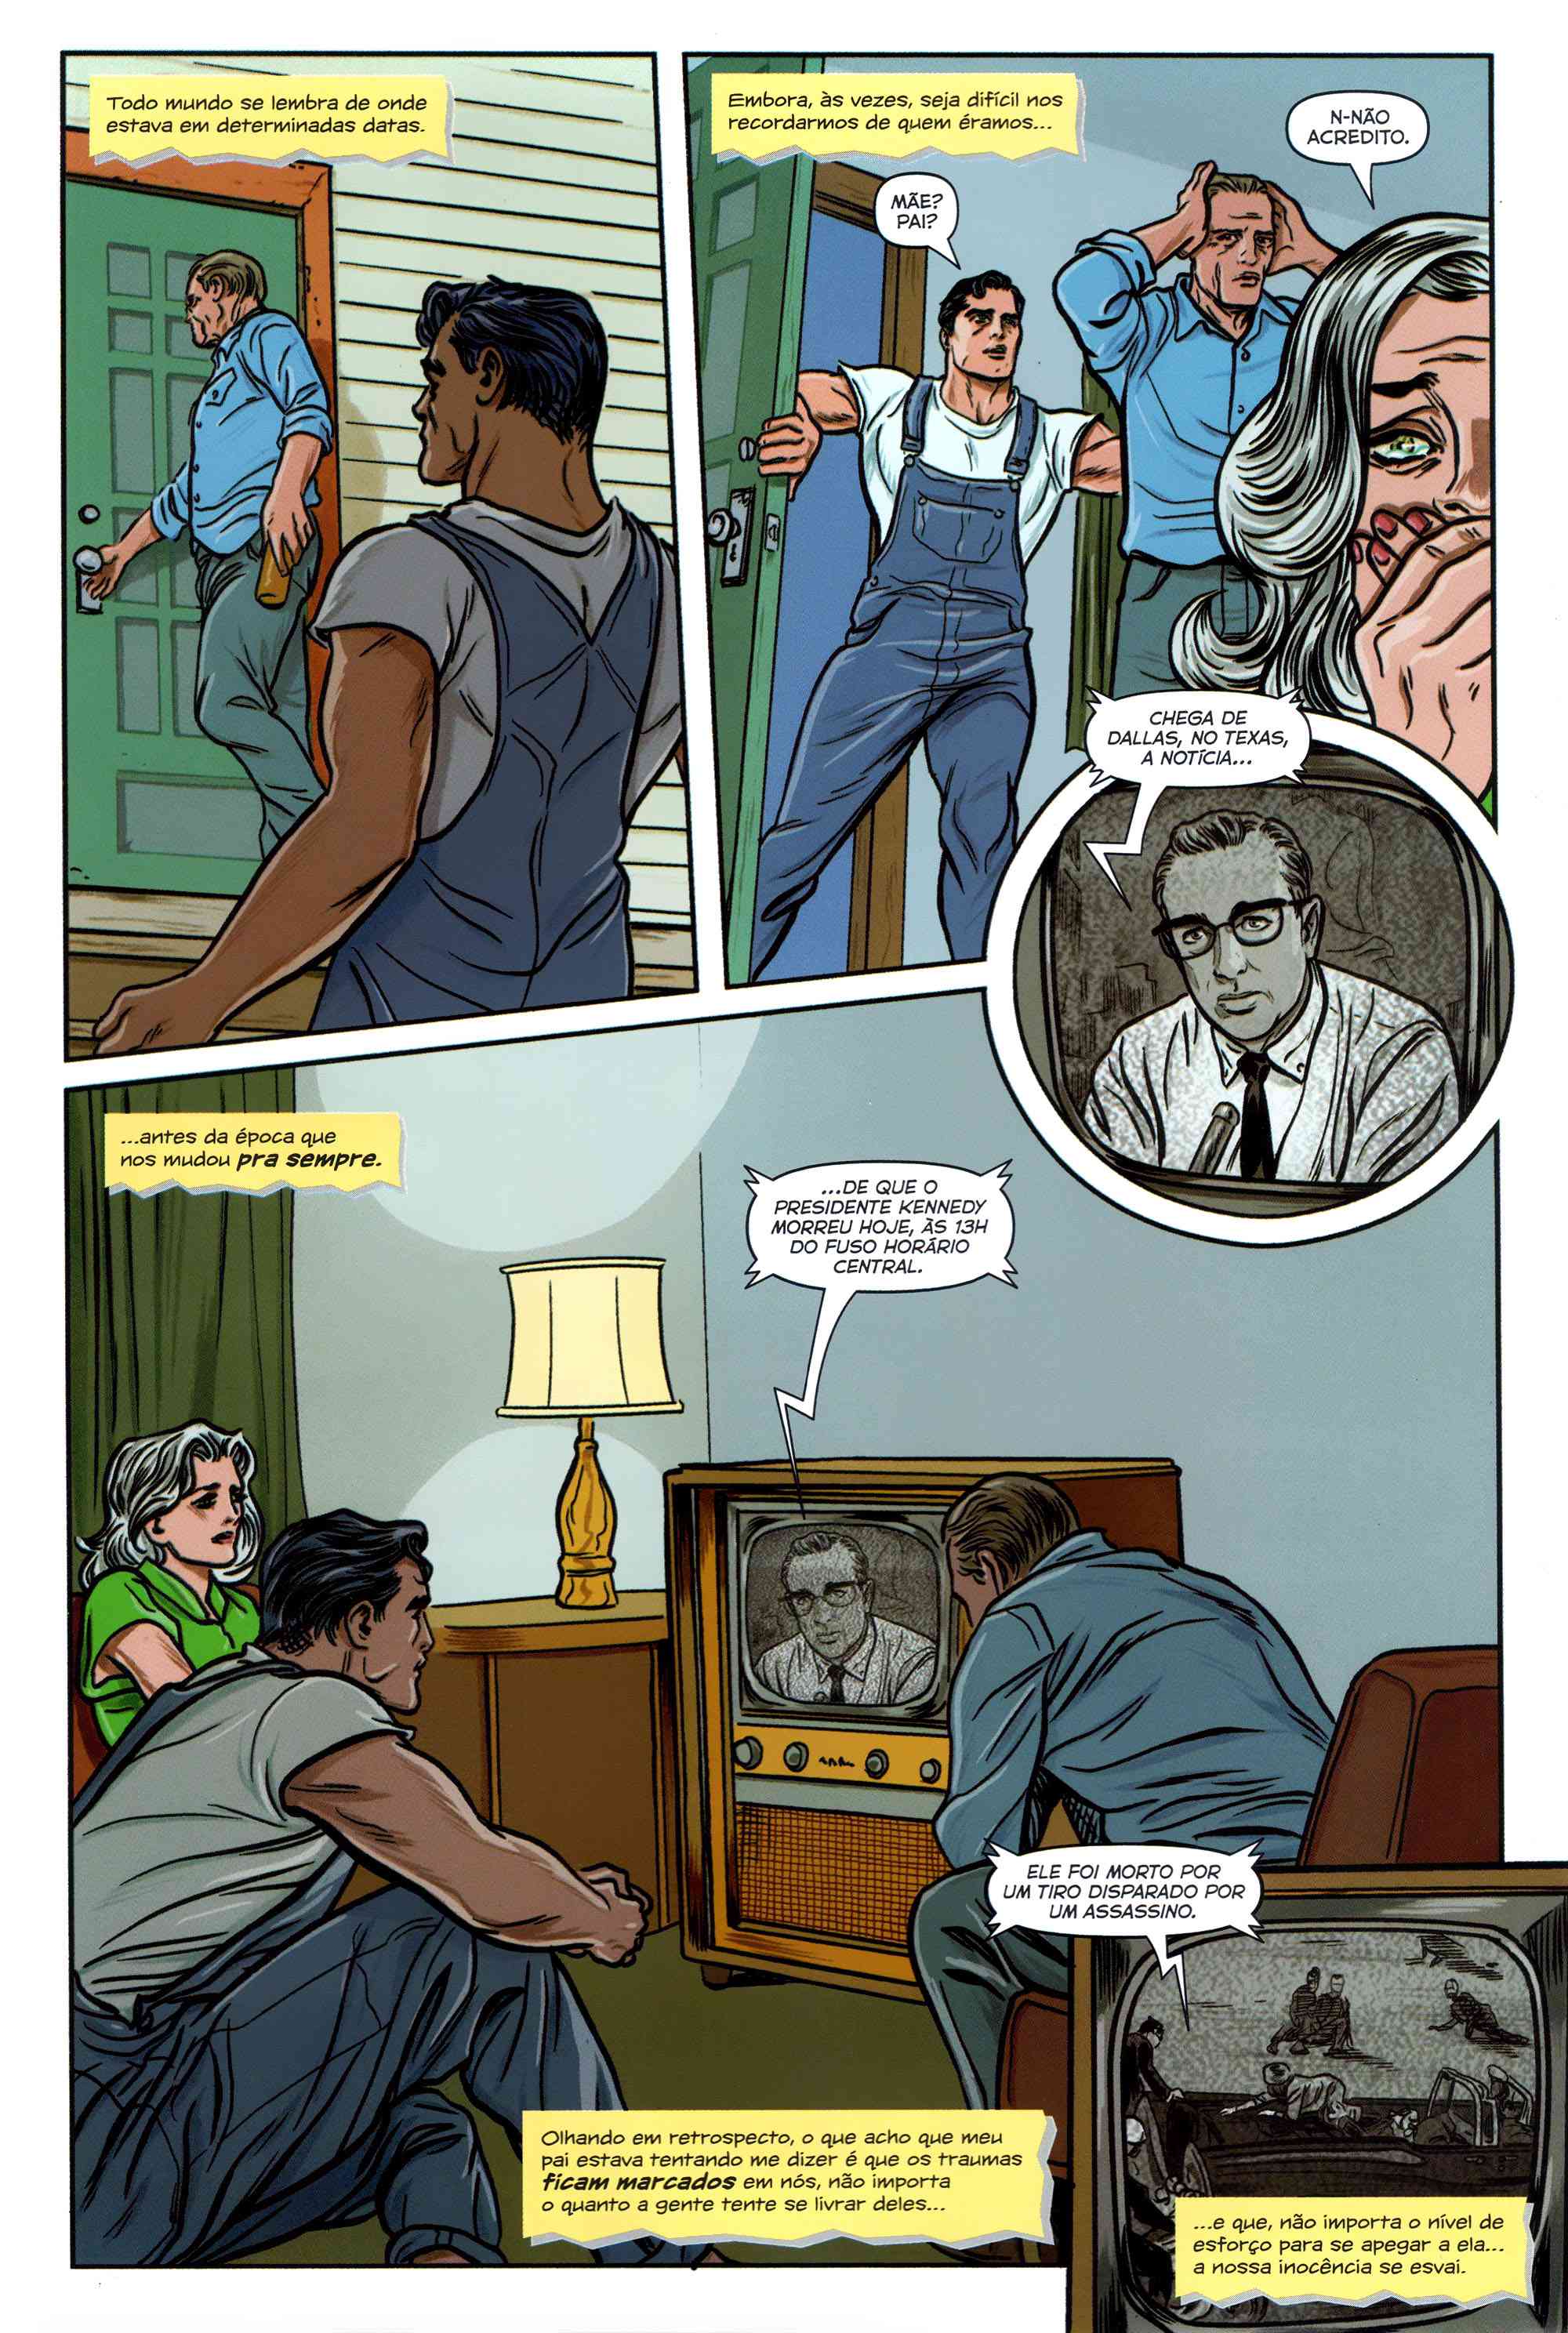 Todo mundo se lembra de onde
estava em determinadas datas.
Embora, às vezes, seja difícil nos
recordarmos de quem éramos...
N-NÃO
ACREDITO.
MÃE?
PAI?
CHEGA DE
DALLAS, NO TEXAS,
A NOTÍCIA...
...antes da época que
nos mudou pra sempre.
...DE QUE O
PRESIDENTE KENNEDY
MORREU HOJE, ÀS 13H
DO FUSO HORÁRIO
CENTRAL.
ELE FOI MORTO POR
UM TIRO DISPARADO POR
UM ASSASSINO.
Olhando em retrospecto, o que acho que meu
pai estava tentando me dizer é que os traumas
ficam marcados em nós, não importa
o quanto a gente tente se livrar deles...
...e que, não importa o nível de
esforço para se apegar a ela...
a nossa inocência se esvai.